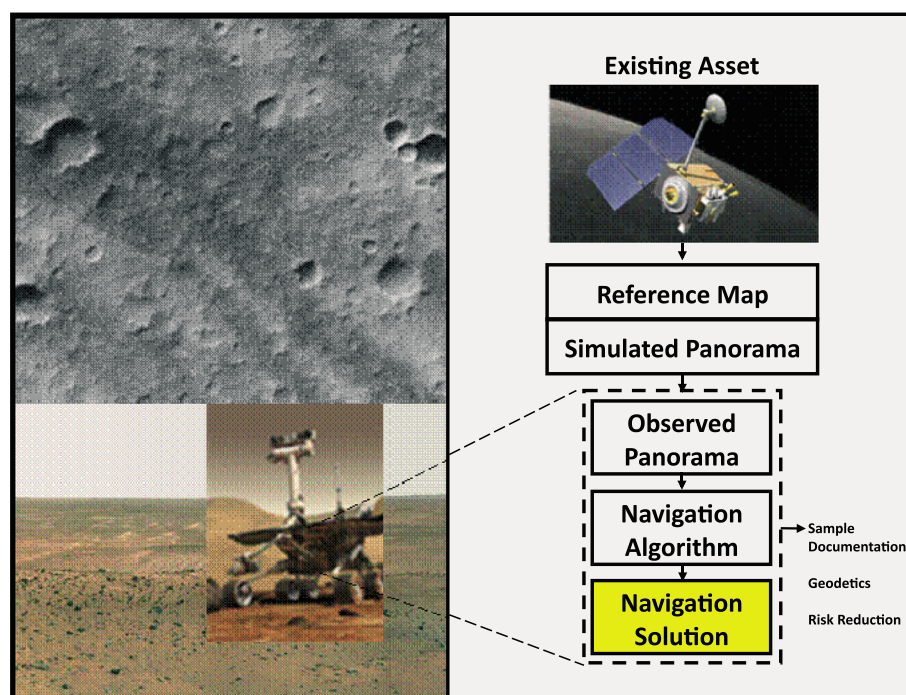 Existing Asset
Reference Map
Simulated Panorama
Observed
Panorama
Navigation
Algorithm
Navigation
Solution
Sample
Documentation
Geodetics
Risk Reduction